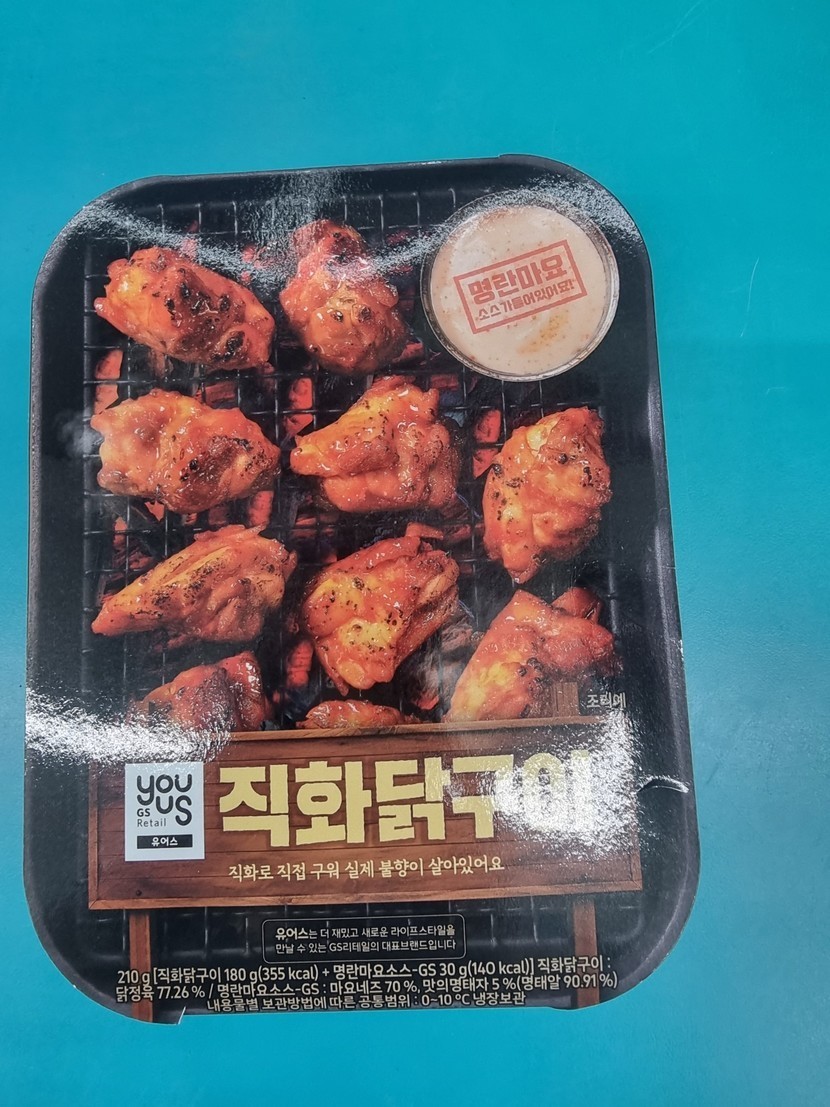 명란마요
소스가들어있어요!
조리예
you
us
GS
Retail
유어스
직화닭구이
직화로 직접 구워 실제 불향이 살아있어요
유어스는 더 재밌고 새로운 라이프스타일을
만날 수 있는 GS리테일의 대표브랜드입니다
210 g [직화닭구이 180 g(355 kcal) + 명란마요소스-GS 30 g(140 kcal)] 직화닭구이 :
닭정육 77.26 % / 명란마요소스-GS : 마요네즈 70 %, 맛의명태자 5 %(명태알 90.91 %)
내용물별 보관방법에 따른 공통범위 : 0~10 ℃ 냉장보관